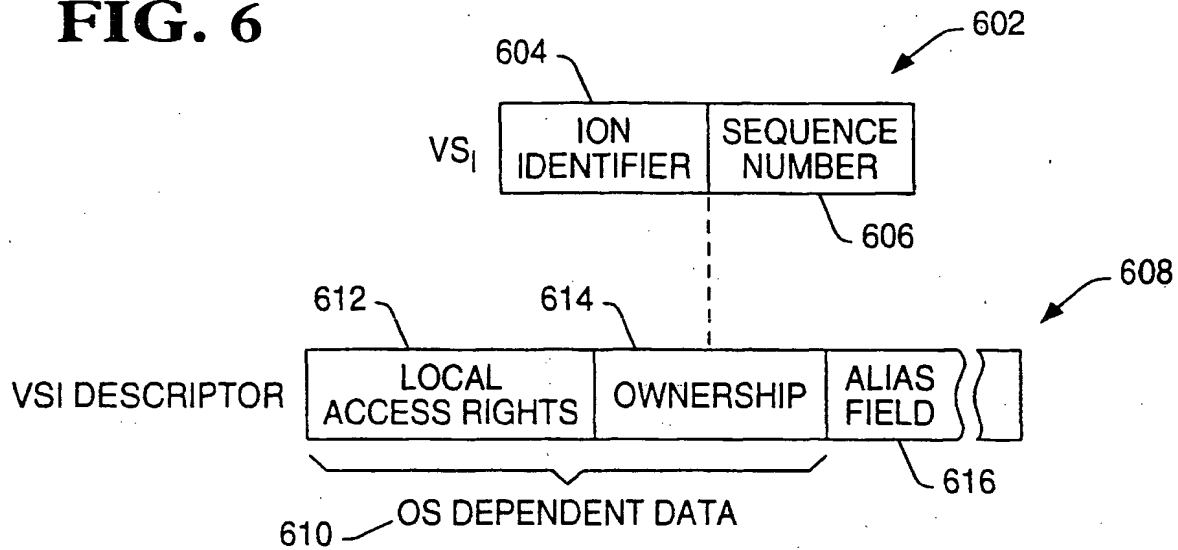 FIG. 6
602
604
VSI
ION
IDENTIFIER
SEQUENCE
NUMBER
606
608
612
614
VSI DESCRIPTOR
LOCAL
ACCESS RIGHTS
OWNERSHIP
ALIAS
FIELD
616
610
OS DEPENDENT DATA